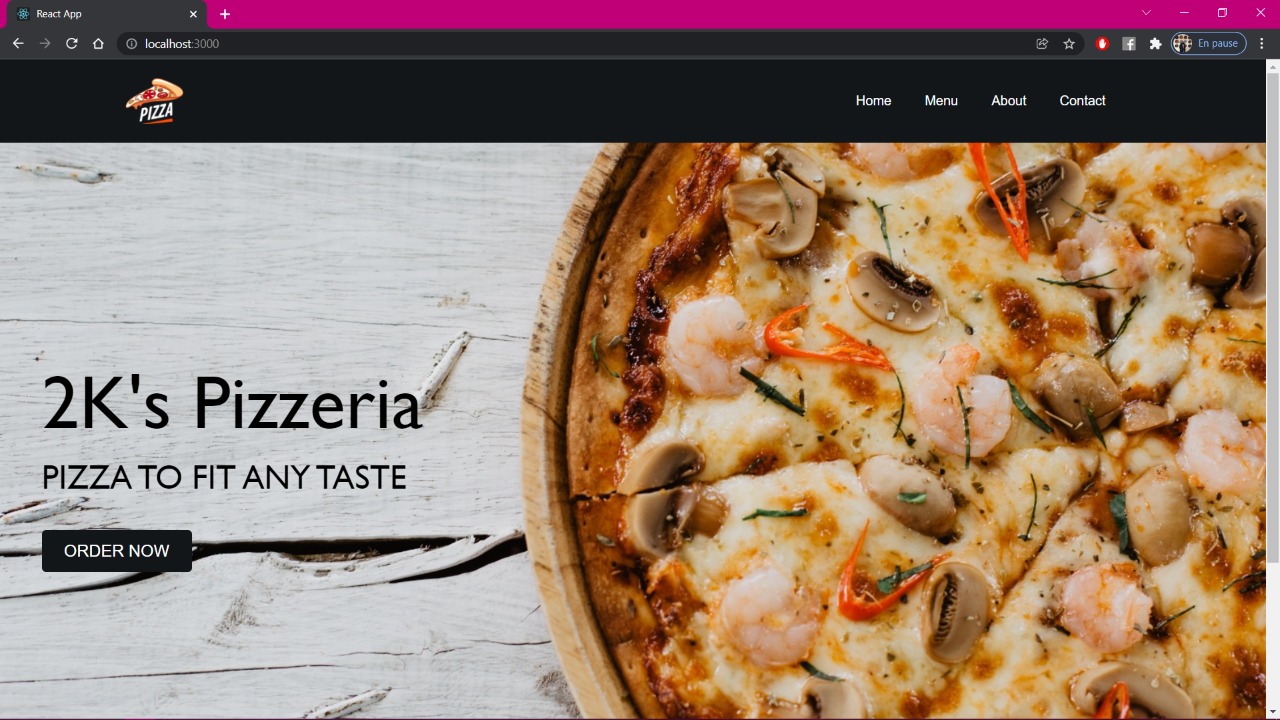 React App
localhost:3000
En pause
PIZZA
Home Menu About Contact
2K's Pizzeria
PIZZA TO FIT ANY TASTE
ORDER NOW